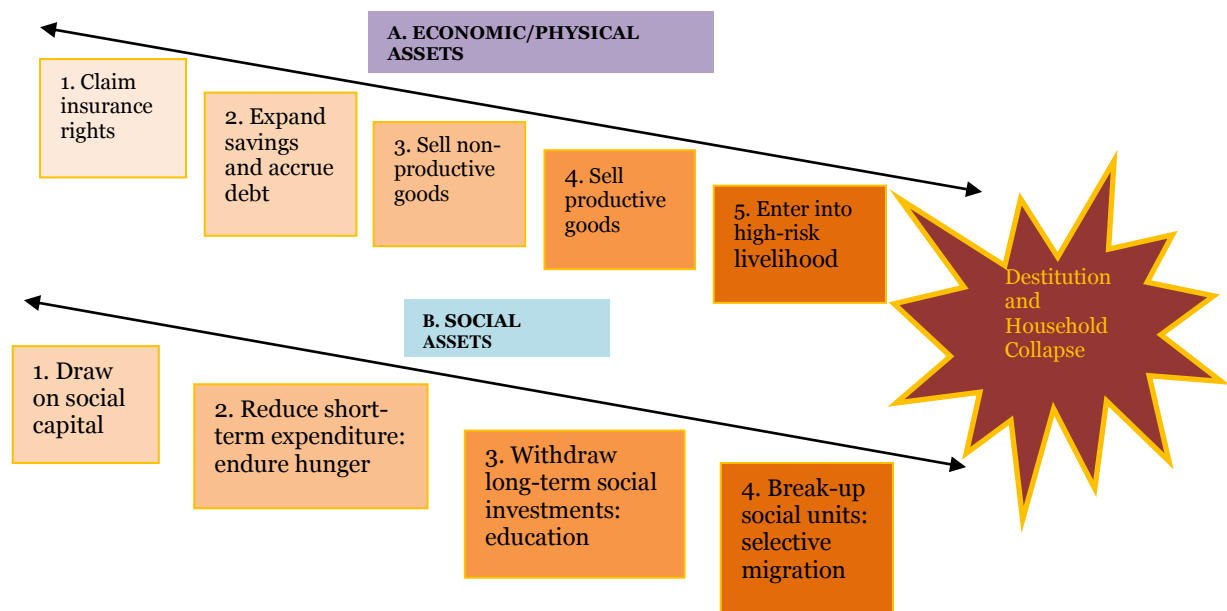 A. ECONOMIC/PHYSICAL
ASSETS
1. Claim
insurance
rights
2. Expand
savings
and accrue
debt
3. Sell non-
productive
goods
4. Sell
productive
goods
5. Enter into
high-risk
livelihood
Destitution
and
Household
Collapse
B. SOCIAL
ASSETS
1. Draw
on social
capital
2. Reduce short-
term expenditure:
endure hunger
3. Withdraw
long-term social
investments:
education
4. Break-up
social units:
selective
migration